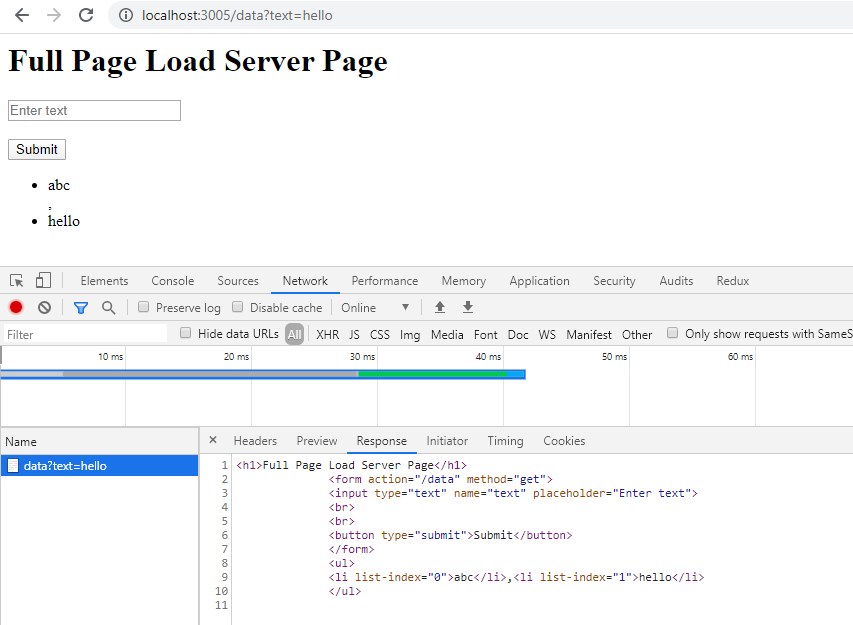 localhost:3005/data?text=hello
Full Page Load Server Page
Enter text
Submit
• abc
,
• hello
Elements Console Sources Network Performance Memory Application Security Audits Redux
Preserve log Disable cache Online ▼
Filter Hide data URLs All XHR JS CSS Img Media Font Doc WS Manifest Other Only show requests with SameS
10 ms 20 ms 30 ms 40 ms 50 ms 60 ms
Name × Headers Preview Response Initiator Timing Cookies
data?text=hello
1 <h1>Full Page Load Server Page</h1>
2 <form action="/data" method="get">
3 <input type="text" name="text" placeholder="Enter text">
4 <br>
5 <br>
6 <button type="submit">Submit</button>
7 </form>
8 <ul>
9 <li list-index="0">abc</li>,<li list-index="1">hello</li>
10 </ul>
11